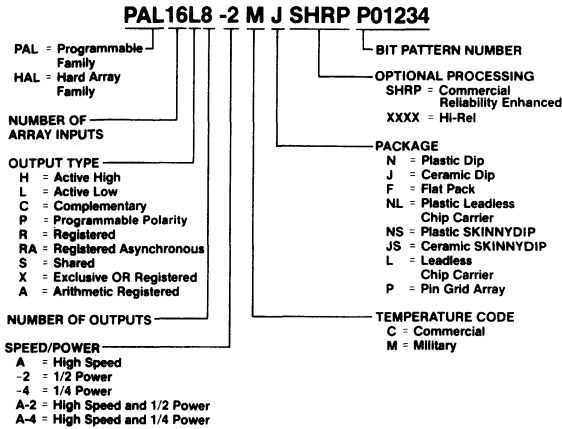 PAL16L8 -2 M J SHRP P01234
PAL = Programmable
Family
HAL = Hard Array
Family
NUMBER OF
ARRAY INPUTS
OUTPUT TYPE
H = Active High
L = Active Low
C = Complementary
P = Programmable Polarity
R = Registered
RA = Registered Asynchronous
S = Shared
X = Exclusive OR Registered
A = Arithmetic Registered
NUMBER OF OUTPUTS
SPEED/POWER
A = High Speed
-2 = 1/2 Power
-4 = 1/4 Power
A-2 = High Speed and 1/2 Power
A-4 = High Speed and 1/4 Power
BIT PATTERN NUMBER
OPTIONAL PROCESSING
SHRP = Commercial
Reliability Enhanced
XXXX = Hi-Rel
PACKAGE
N = Plastic Dip
J = Ceramic Dip
F = Flat Pack
NL = Plastic Leadless
Chip Carrier
NS = Plastic SKINNYDIP
JS = Ceramic SKINNYDIP
L = Leadless
Chip Carrier
P = Pin Grid Array
TEMPERATURE CODE
C = Commercial
M = Military